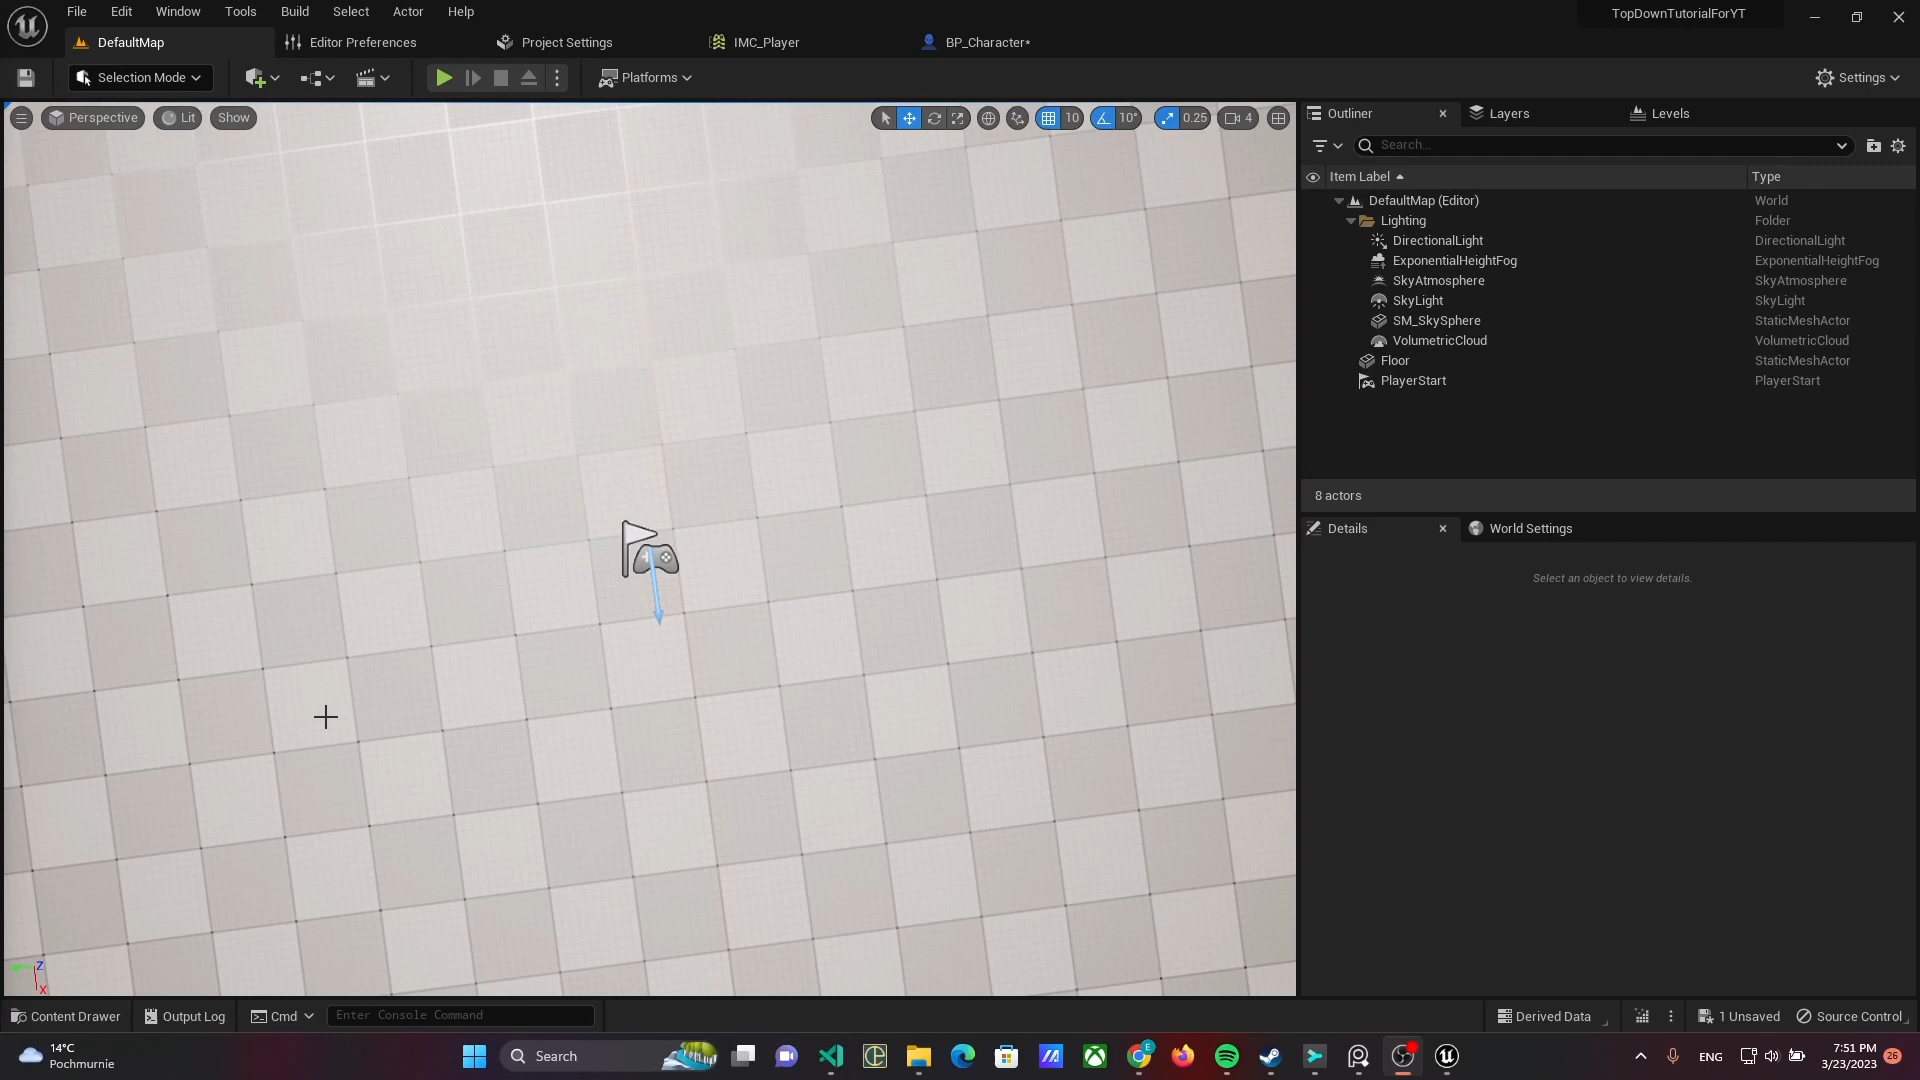 File Edit Window Tools Build Select Actor Help
TopDownTutorialForYT
DefaultMap
Editor Preferences
Project Settings
IMC_Player
BP_Character*
Selection Mode
Platforms
Settings
Perspective
Lit
Show
10
10°
0.25
4
Outliner
Layers
Levels
Search...
Item Label
Type
DefaultMap (Editor) World
Lighting Folder
DirectionalLight DirectionalLight
ExponentialHeightFog ExponentialHeightFog
SkyAtmosphere SkyAtmosphere
SkyLight SkyLight
SM_SkySphere StaticMeshActor
VolumetricCloud VolumetricCloud
Floor StaticMeshActor
PlayerStart PlayerStart
8 actors
Details
World Settings
Select an object to view details.
Z
X
Content Drawer
Output Log
Cmd
Enter Console Command
Derived Data
1 Unsaved
Source Control
14°C
Pochmurnie
Search
E
ENG
7:51 PM
3/23/2023
26